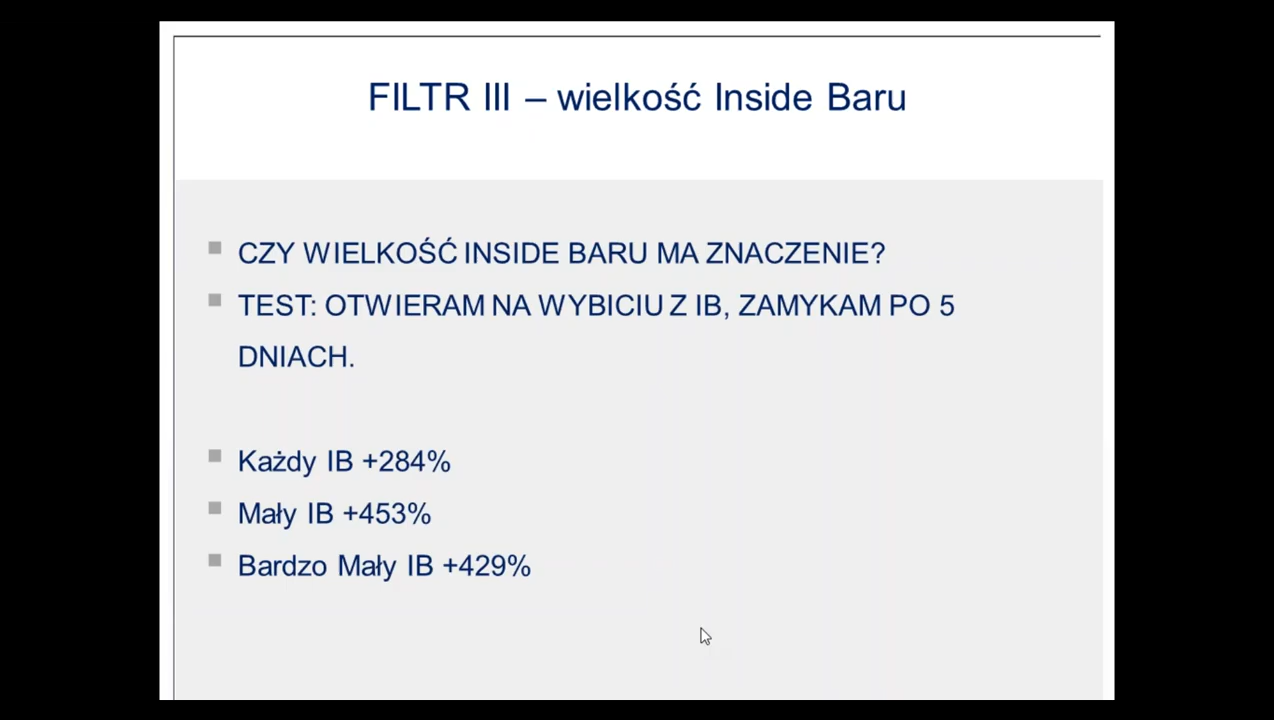 FILTR III – wielkość Inside Baru
CZY WIELKOŚĆ INSIDE BARU MA ZNACZENIE?
TEST: OTWIERAM NA WYBICIU Z IB, ZAMYKAM PO 5
DNIACH.
Każdy IB +284%
Mały IB +453%
Bardzo Mały IB +429%